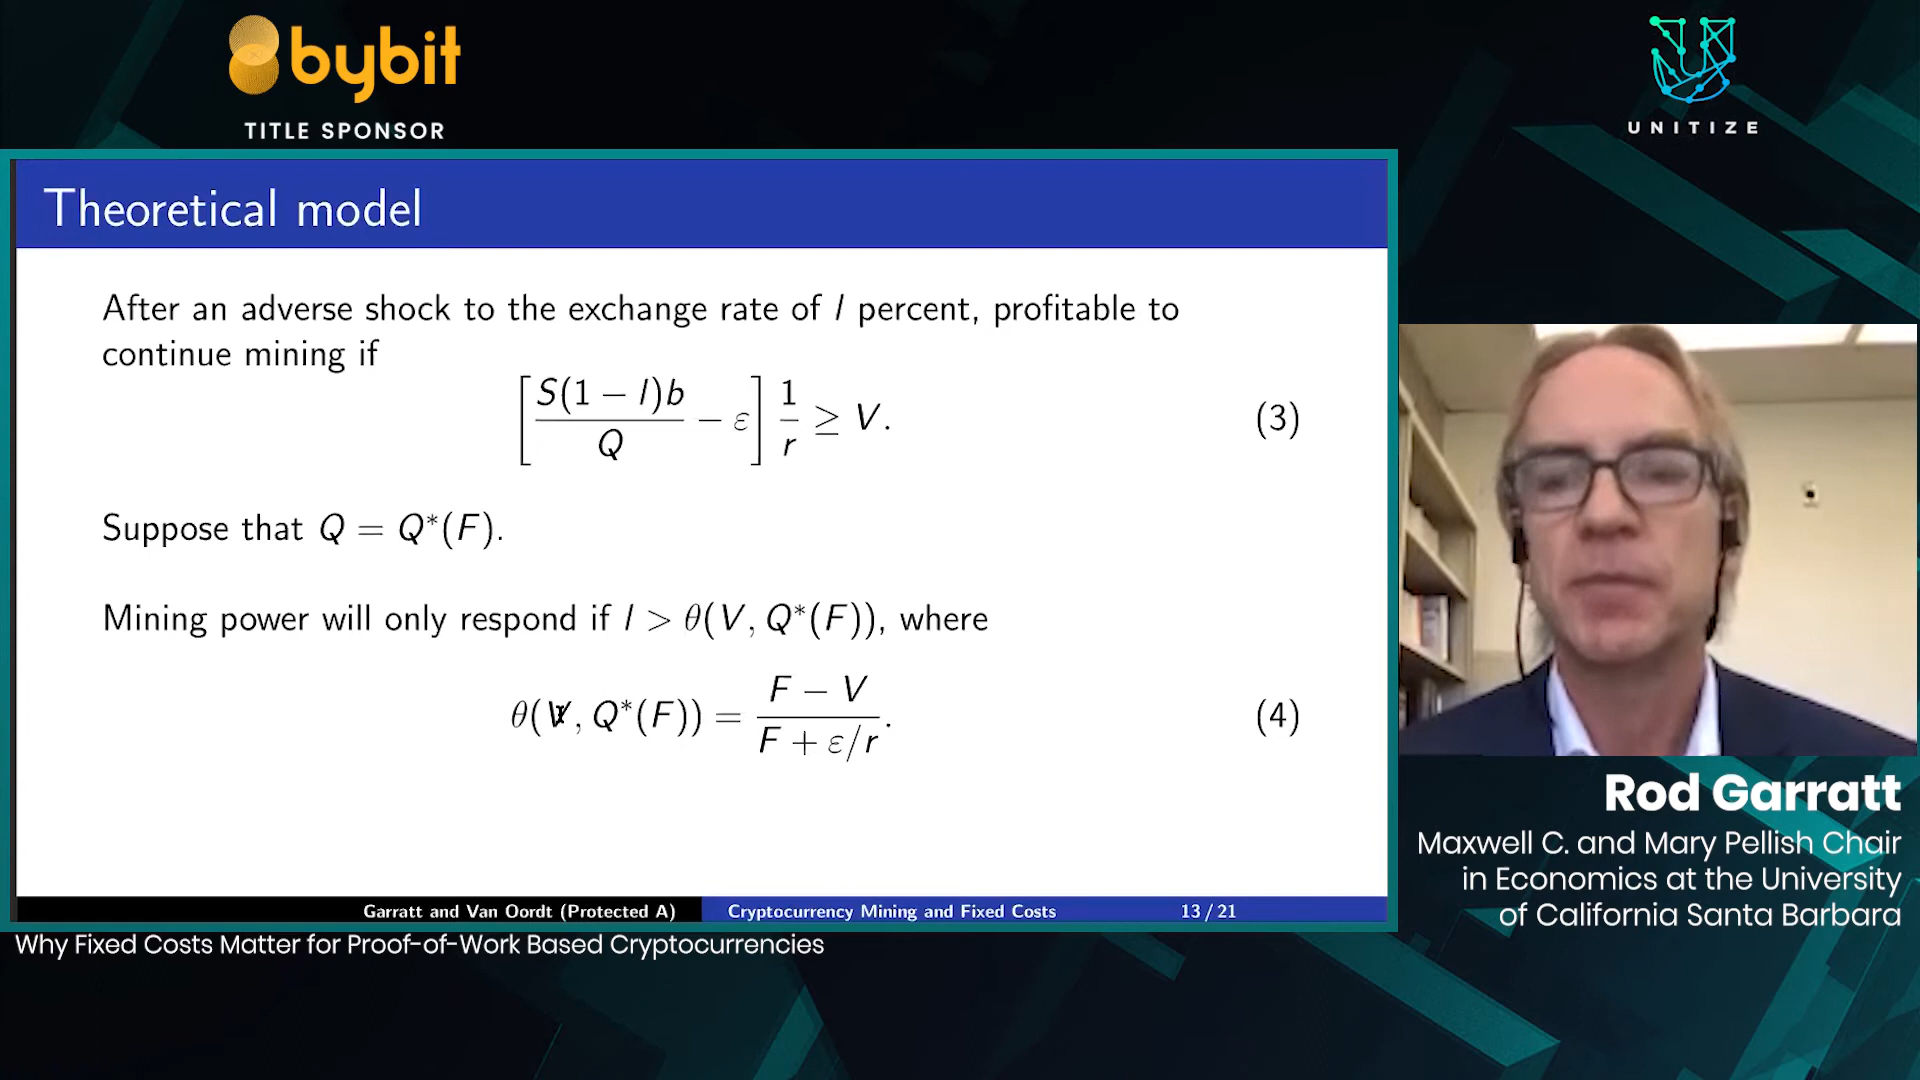 bybit
TITLE SPONSOR
UNITIZE
Theoretical model
After an adverse shock to the exchange rate of l percent, profitable to
continue mining if
[S(1 − l)b / Q − ε] 1/r ≥ V. (3)
Suppose that Q = Q*(F).
Mining power will only respond if l > θ(V, Q*(F)), where
θ(V, Q*(F)) = (F − V) / (F + ε/r). (4)
Garratt and Van Oordt (Protected A) Cryptocurrency Mining and Fixed Costs 13 / 21
Why Fixed Costs Matter for Proof-of-Work Based Cryptocurrencies
Rod Garratt
Maxwell C. and Mary Pellish Chair
in Economics at the University
of California Santa Barbara